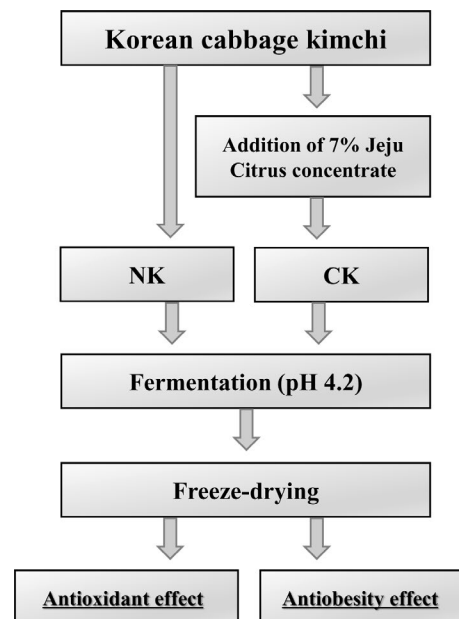 Korean cabbage kimchi
Addition of 7% Jeju
Citrus concentrate
NK
CK
Fermentation (pH 4.2)
Freeze-drying
Antioxidant effect
Antiobesity effect